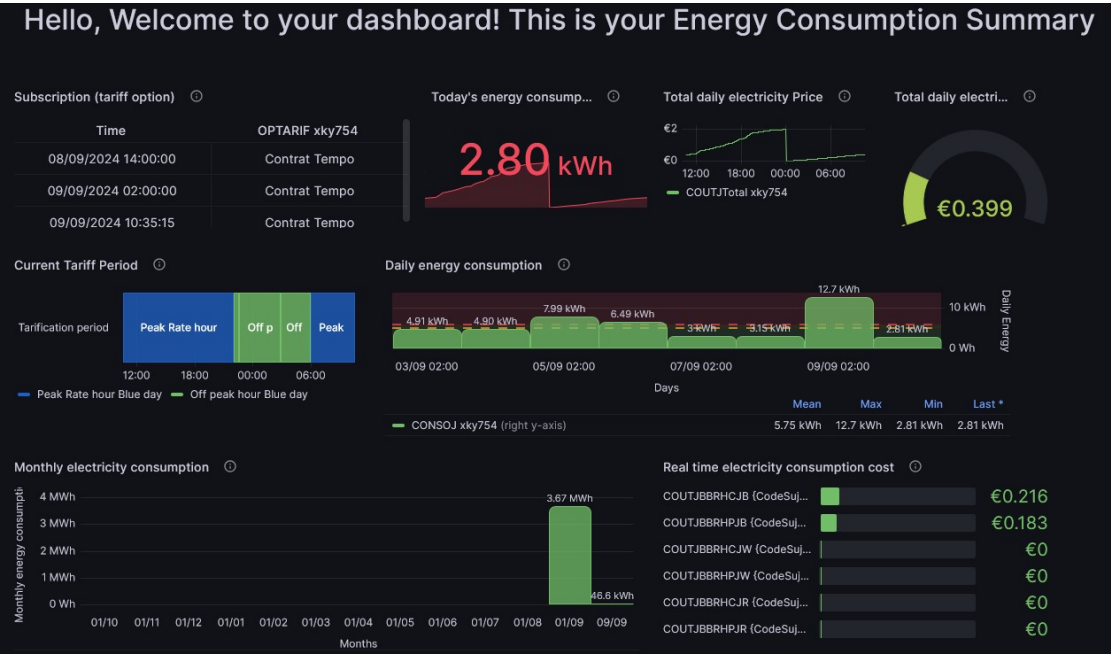 Hello, Welcome to your dashboard! This is your Energy Consumption Summary
Subscription (tariff option)
Time OPTARIF xky754
08/09/2024 14:00:00 Contrat Tempo
09/09/2024 02:00:00 Contrat Tempo
09/09/2024 10:35:15 Contrat Tempo
Today's energy consump...
2.80 kWh
Total daily electricity Price
€2
€0
12:00 18:00 00:00 06:00
COUTJTotal xky754
Total daily electri...
€0.399
Current Tariff Period
Tarification period
Peak Rate hour Off p Off Peak
12:00 18:00 00:00 06:00
Peak Rate hour Blue day Off peak hour Blue day
Daily energy consumption
4.91 kWh 4.90 kWh 7.99 kWh 6.49 kWh 3 kWh 3.15 kWh 12.7 kWh 2.81 kWh
10 kWh
0 Wh
Daily Energy
03/09 02:00 05/09 02:00 07/09 02:00 09/09 02:00
Days
Mean Max Min Last *
CONSOJ xky754 (right y-axis) 5.75 kWh 12.7 kWh 2.81 kWh 2.81 kWh
Monthly electricity consumption
Monthly energy consumpti
4 MWh
3 MWh
2 MWh
1 MWh
0 Wh
3.67 MWh
46.6 kWh
01/10 01/11 01/12 01/01 01/02 01/03 01/04 01/05 01/06 01/07 01/08 01/09 09/09
Months
Real time electricity consumption cost
COUTJBBRHCJB {CodeSuj... €0.216
COUTJBBRHPJB {CodeSuj... €0.183
COUTJBBRHCJW {CodeSuj... €0
COUTJBBRHPJW {CodeSuj... €0
COUTJBBRHCJR {CodeSuj... €0
COUTJBBRHPJR {CodeSuj... €0